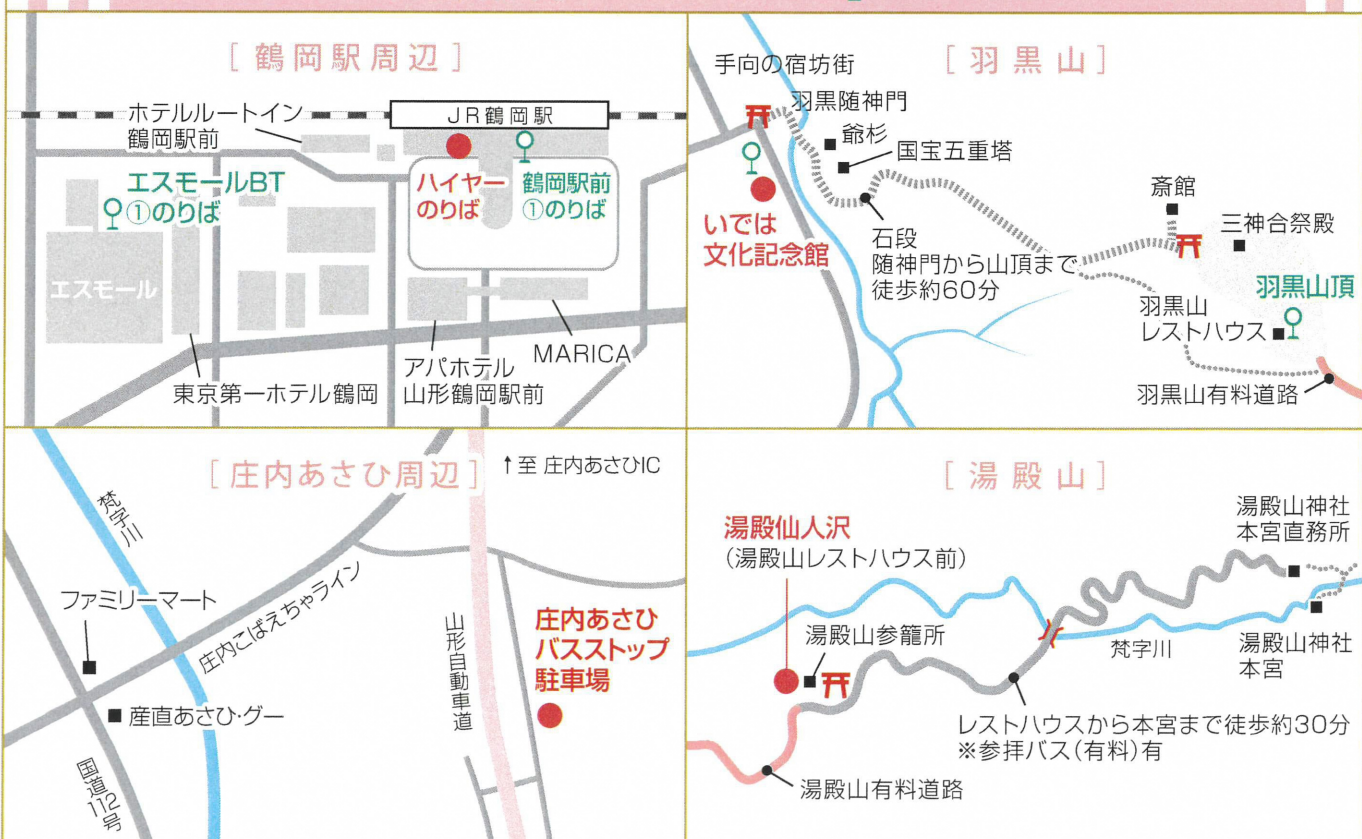 [鶴岡駅周辺]
ホテルルートイン
鶴岡駅前
JR鶴岡駅
エスモールBT
①のりば
ハイヤー
のりば
鶴岡駅前
①のりば
エスモール
東京第一ホテル鶴岡
アパホテル
山形鶴岡駅前
MARICA
[羽黒山]
手向の宿坊街
羽黒随神門
爺杉
国宝五重塔
いでは
文化記念館
石段
随神門から山頂まで
徒歩約60分
斎館
三神合祭殿
羽黒山頂
羽黒山
レストハウス
羽黒山有料道路
[庄内あさひ周辺]
↑至 庄内あさひIC
梵字川
ファミリーマート
庄内こばえちゃライン
産直あさひ・グー
国道112号
山形自動車道
庄内あさひ
バスストップ
駐車場
[湯殿山]
湯殿仙人沢
(湯殿山レストハウス前)
湯殿山参籠所
湯殿山神社
本宮直務所
梵字川
湯殿山神社
本宮
レストハウスから本宮まで徒歩約30分
※参拝バス(有料)有
湯殿山有料道路